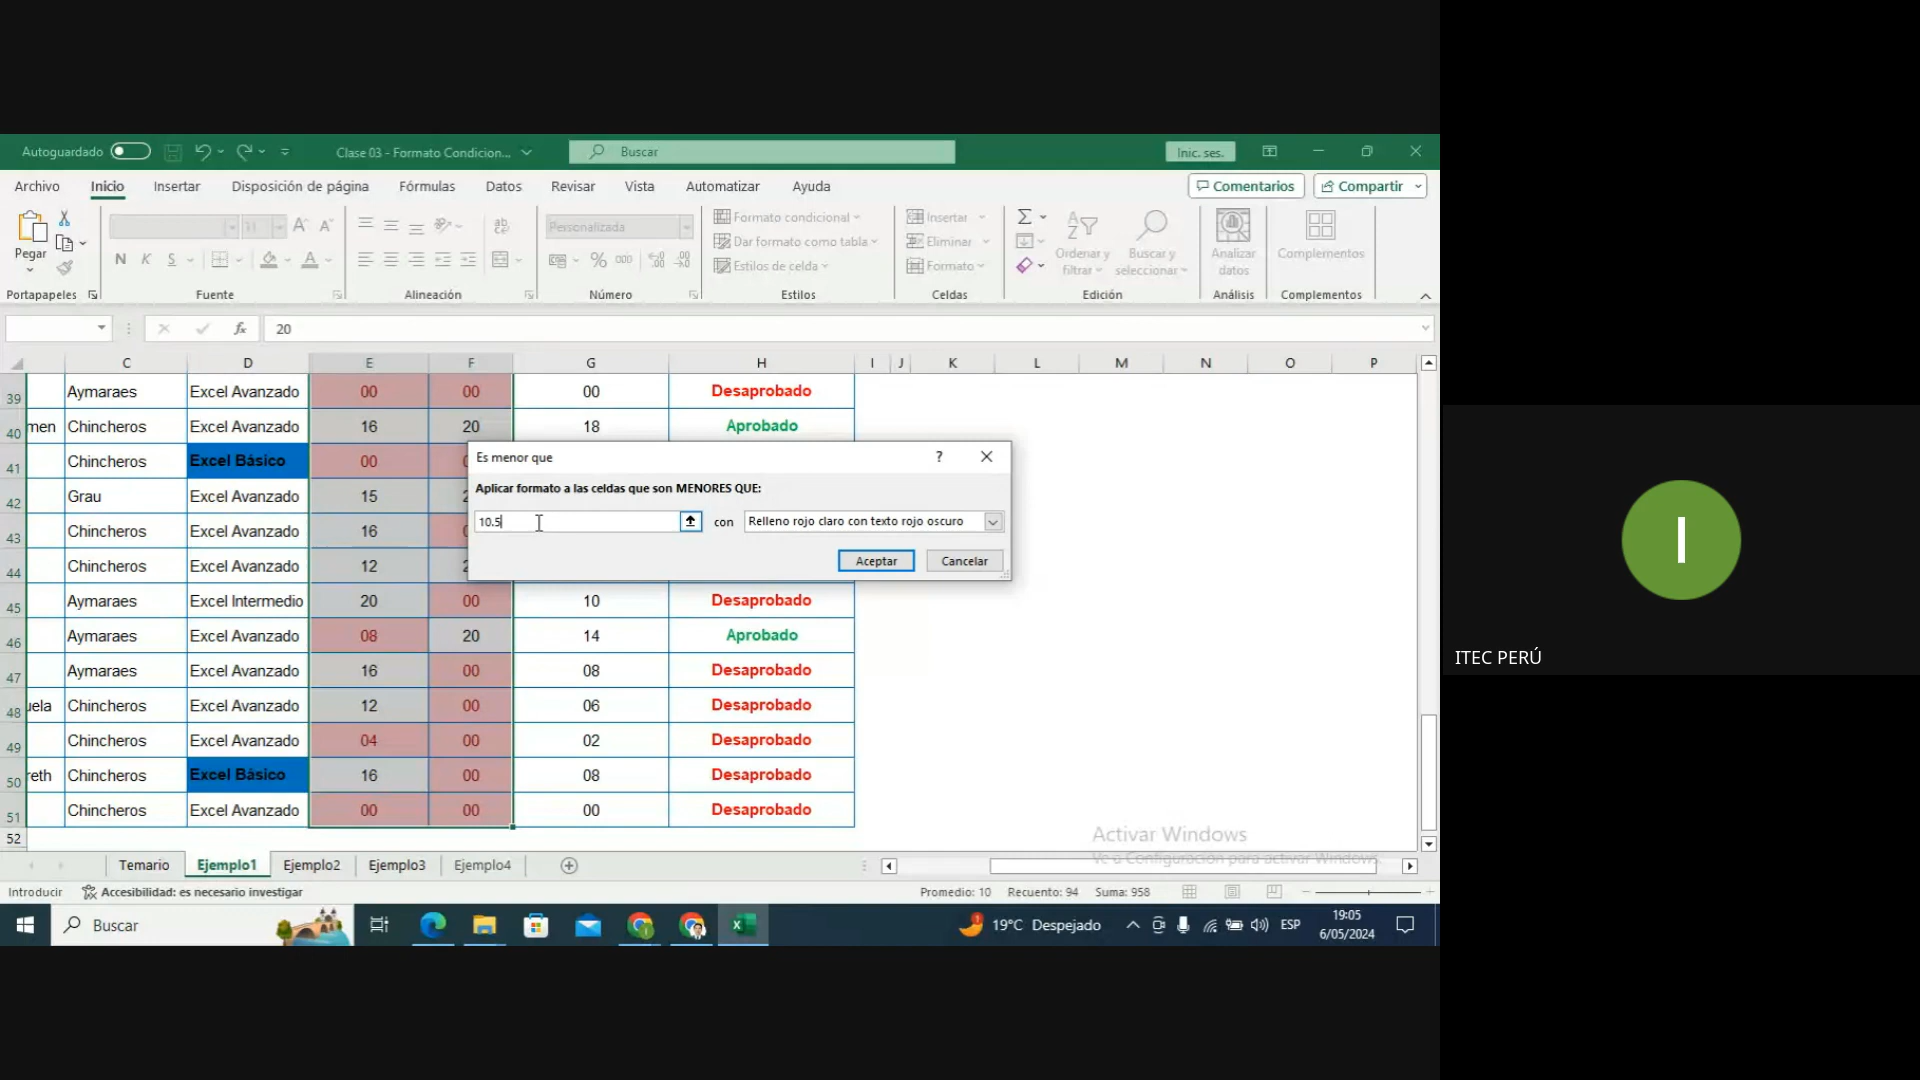 Autoguardado
Clase 03 - Formato Condicion...
Buscar
Inic. ses.
Archivo Inicio Insertar Disposición de página Fórmulas Datos Revisar Vista Automatizar Ayuda
Comentarios Compartir
Pegar
11
Personalizada
N K S A
% 000
Formato condicional
Dar formato como tabla
Estilos de celda
Insertar
Eliminar
Formato
Ordenar y filtrar
Buscar y seleccionar
Analizar datos
Complementos
Portapapeles Fuente Alineación Número Estilos Celdas Edición Análisis Complementos
fx 20
C D E F G H I J K L M N O P
39 Aymaraes Excel Avanzado 00 00 00 Desaprobado
40 men Chincheros Excel Avanzado 16 20 18 Aprobado
41 Chincheros Excel Básico 00
42 Grau Excel Avanzado 15
43 Chincheros Excel Avanzado 16
44 Chincheros Excel Avanzado 12
Es menor que ?
Aplicar formato a las celdas que son MENORES QUE:
10.5 con Relleno rojo claro con texto rojo oscuro
Aceptar Cancelar
45 Aymaraes Excel Intermedio 20 00 10 Desaprobado
46 Aymaraes Excel Avanzado 08 20 14 Aprobado
47 Aymaraes Excel Avanzado 16 00 08 Desaprobado
48 uela Chincheros Excel Avanzado 12 00 06 Desaprobado
49 Chincheros Excel Avanzado 04 00 02 Desaprobado
50 reth Chincheros Excel Básico 16 00 08 Desaprobado
51 Chincheros Excel Avanzado 00 00 00 Desaprobado
52
Activar Windows
Ve a Configuración para activar Windows.
Temario Ejemplo1 Ejemplo2 Ejemplo3 Ejemplo4
Introducir Accesibilidad: es necesario investigar Promedio: 10 Recuento: 94 Suma: 958
Buscar
19°C Despejado
ESP
19:05
6/05/2024
I
ITEC PERÚ